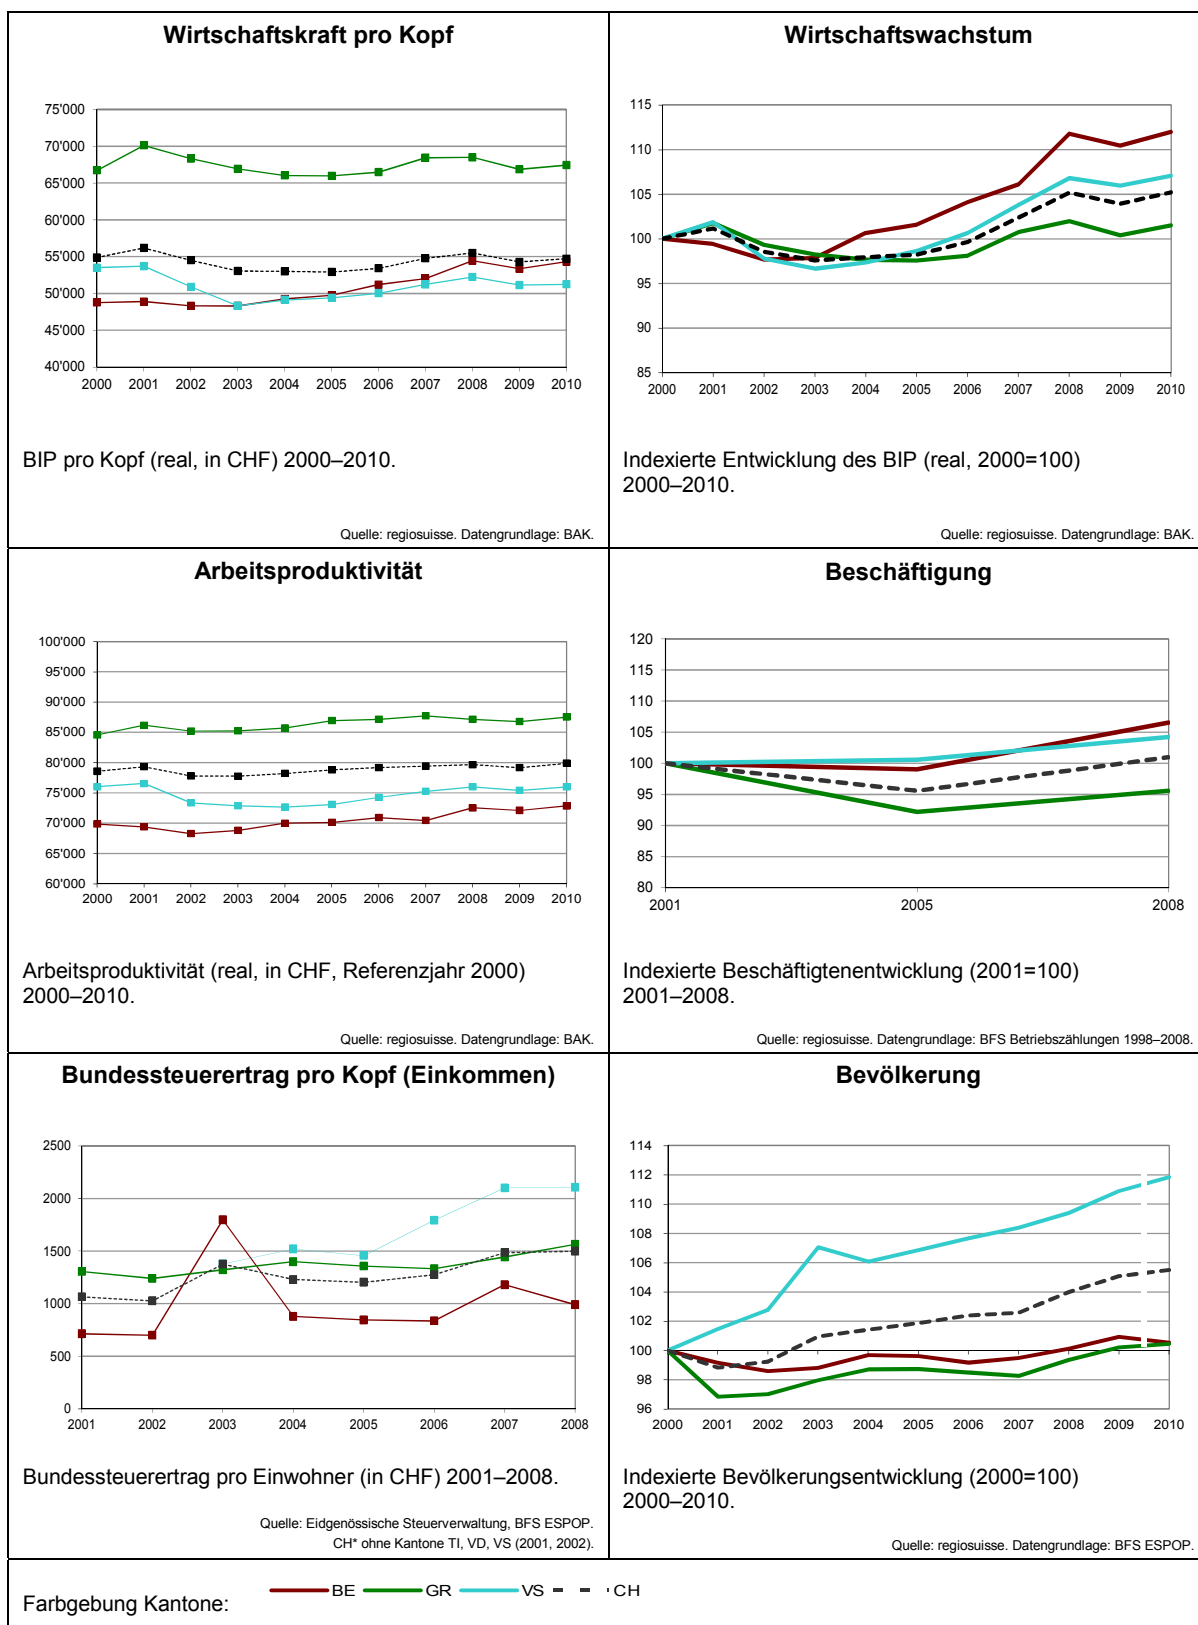 Wirtschaftskraft pro Kopf
75'000
70'000
65'000
60'000
55'000
50'000
45'000
40'000
2000 2001 2002 2003 2004 2005 2006 2007 2008 2009 2010
BIP pro Kopf (real, in CHF) 2000–2010.
Quelle: regiosuisse. Datengrundlage: BAK.
Wirtschaftswachstum
115
110
105
100
95
90
85
2000 2001 2002 2003 2004 2005 2006 2007 2008 2009 2010
Indexierte Entwicklung des BIP (real, 2000=100)
2000–2010.
Quelle: regiosuisse. Datengrundlage: BAK.
Arbeitsproduktivität
100'000
95'000
90'000
85'000
80'000
75'000
70'000
65'000
60'000
2000 2001 2002 2003 2004 2005 2006 2007 2008 2009 2010
Arbeitsproduktivität (real, in CHF, Referenzjahr 2000)
2000–2010.
Quelle: regiosuisse. Datengrundlage: BAK.
Beschäftigung
120
115
110
105
100
95
90
85
80
2001 2005 2008
Indexierte Beschäftigtenentwicklung (2001=100)
2001–2008.
Quelle: regiosuisse. Datengrundlage: BFS Betriebszählungen 1998–2008.
Bundessteuerertrag pro Kopf (Einkommen)
2500
2000
1500
1000
500
0
2001 2002 2003 2004 2005 2006 2007 2008
Bundessteuerertrag pro Einwohner (in CHF) 2001–2008.
Quelle: Eidgenössische Steuerverwaltung, BFS ESPOP.
CH* ohne Kantone TI, VD, VS (2001, 2002).
Bevölkerung
114
112
110
108
106
104
102
100
98
96
2000 2001 2002 2003 2004 2005 2006 2007 2008 2009 2010
Indexierte Bevölkerungsentwicklung (2000=100)
2000–2010.
Quelle: regiosuisse. Datengrundlage: BFS ESPOP.
Farbgebung Kantone: BE GR VS CH